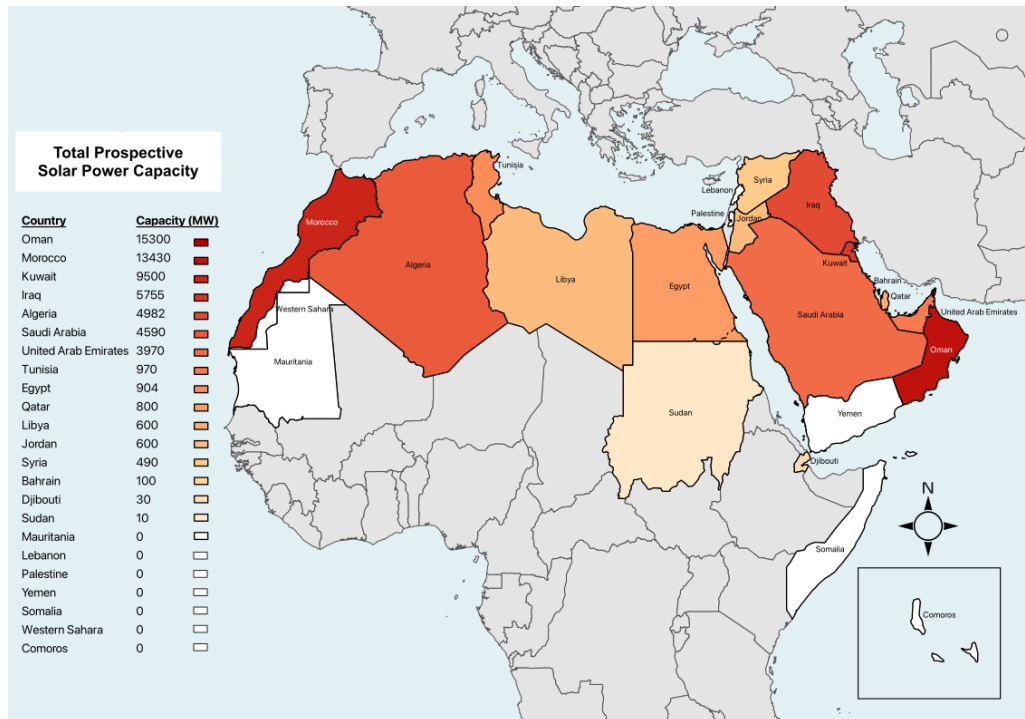 Total Prospective
Solar Power Capacity
Country Capacity (MW)
Oman 15300
Morocco 13430
Kuwait 9500
Iraq 5755
Algeria 4982
Saudi Arabia 4590
United Arab Emirates 3970
Tunisia 970
Egypt 904
Qatar 800
Libya 600
Jordan 600
Syria 490
Bahrain 100
Djibouti 30
Sudan 10
Mauritania 0
Lebanon 0
Palestine 0
Yemen 0
Somalia 0
Western Sahara 0
Comoros 0
Tunisia
Syria
Lebanon
Palestine
Jordan
Iraq
Morocco
Algeria
Libya
Egypt
Kuwait
Bahrain
Qatar
United Arab Emirates
Saudi Arabia
Western Sahara
Mauritania
Oman
Sudan
Yemen
Djibouti
N
Somalia
Comoros